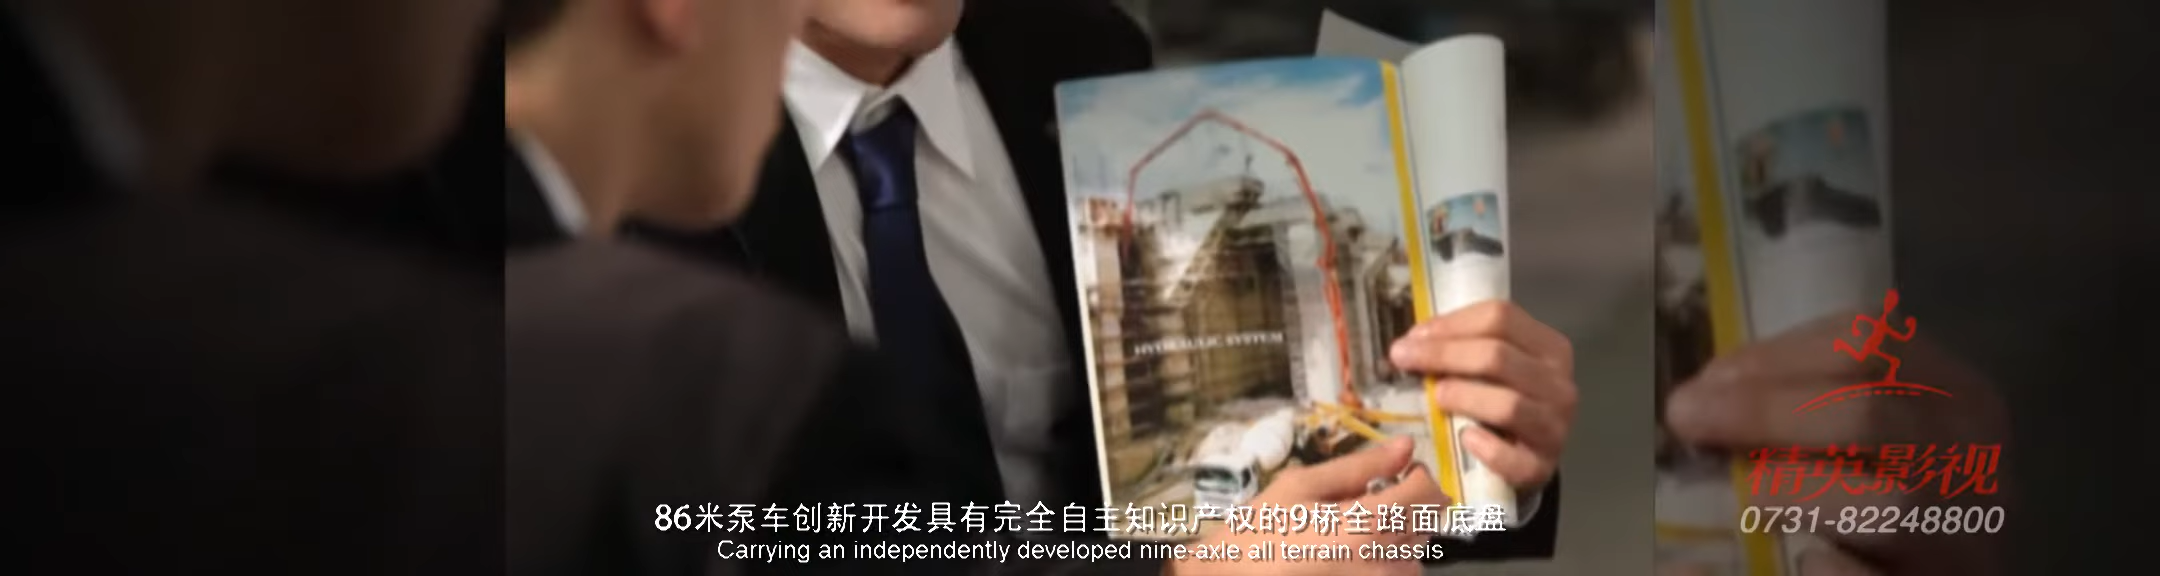 HYDRAULIC SYSTEM
86米泵车创新开发具有完全自主知识产权的9桥全路面底盘
Carrying an independently developed nine-axle all terrain chassis
精英影视
0731-82248800